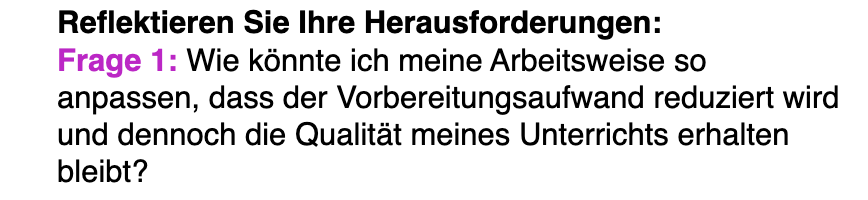 Reflektieren Sie Ihre Herausforderungen:
Frage 1: Wie könnte ich meine Arbeitsweise so
anpassen, dass der Vorbereitungsaufwand reduziert wird
und dennoch die Qualität meines Unterrichts erhalten
bleibt?